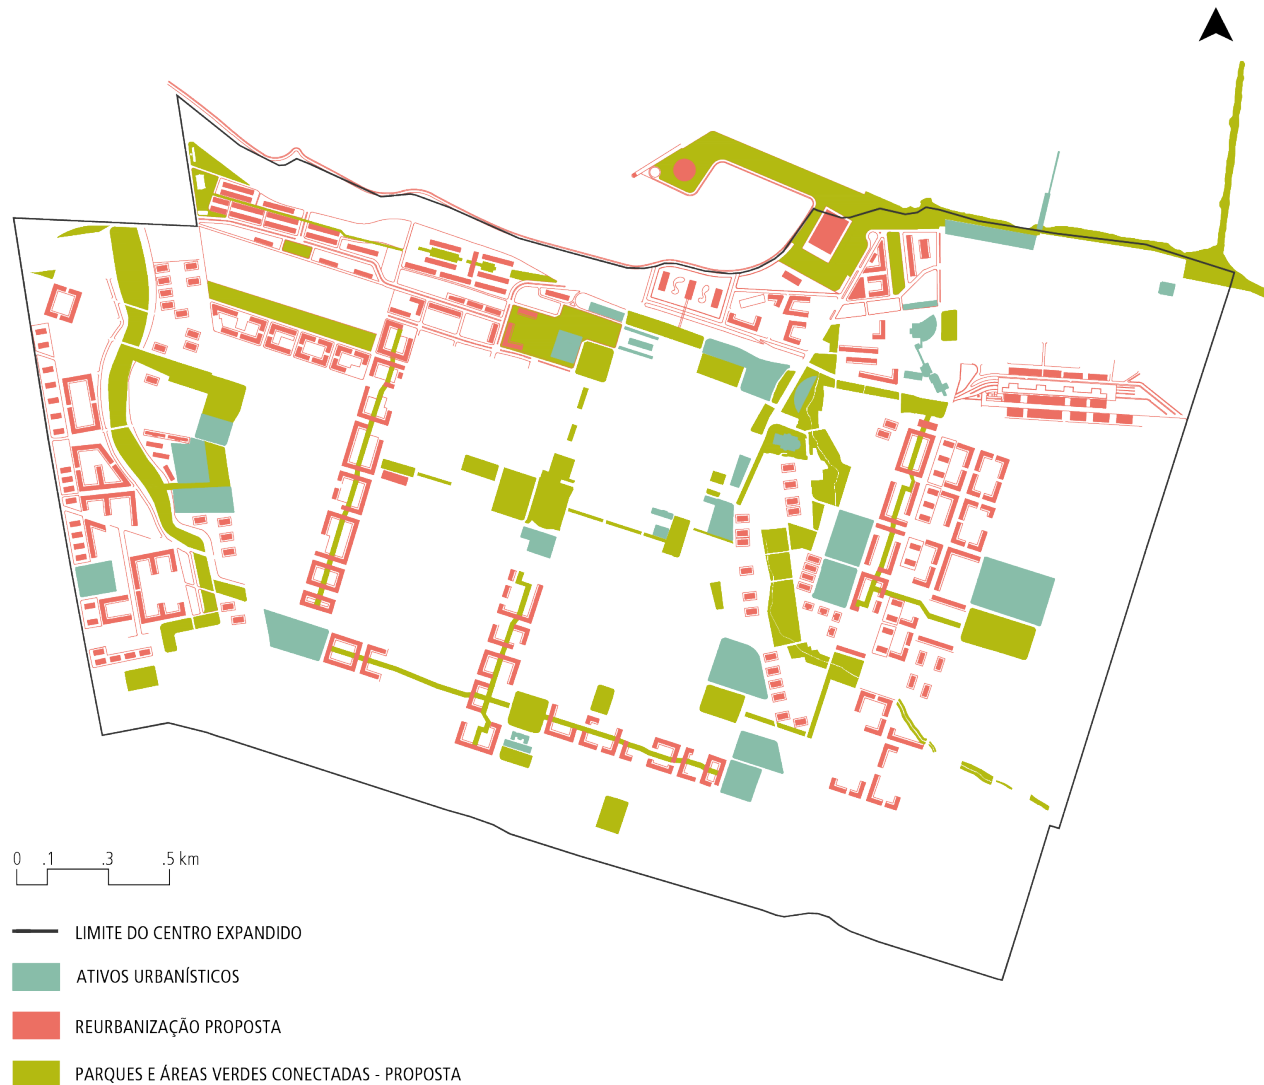 0 .1 .3 .5 km
LIMITE DO CENTRO EXPANDIDO
ATIVOS URBANÍSTICOS
REURBANIZAÇÃO PROPOSTA
PARQUES E ÁREAS VERDES CONECTADAS - PROPOSTA